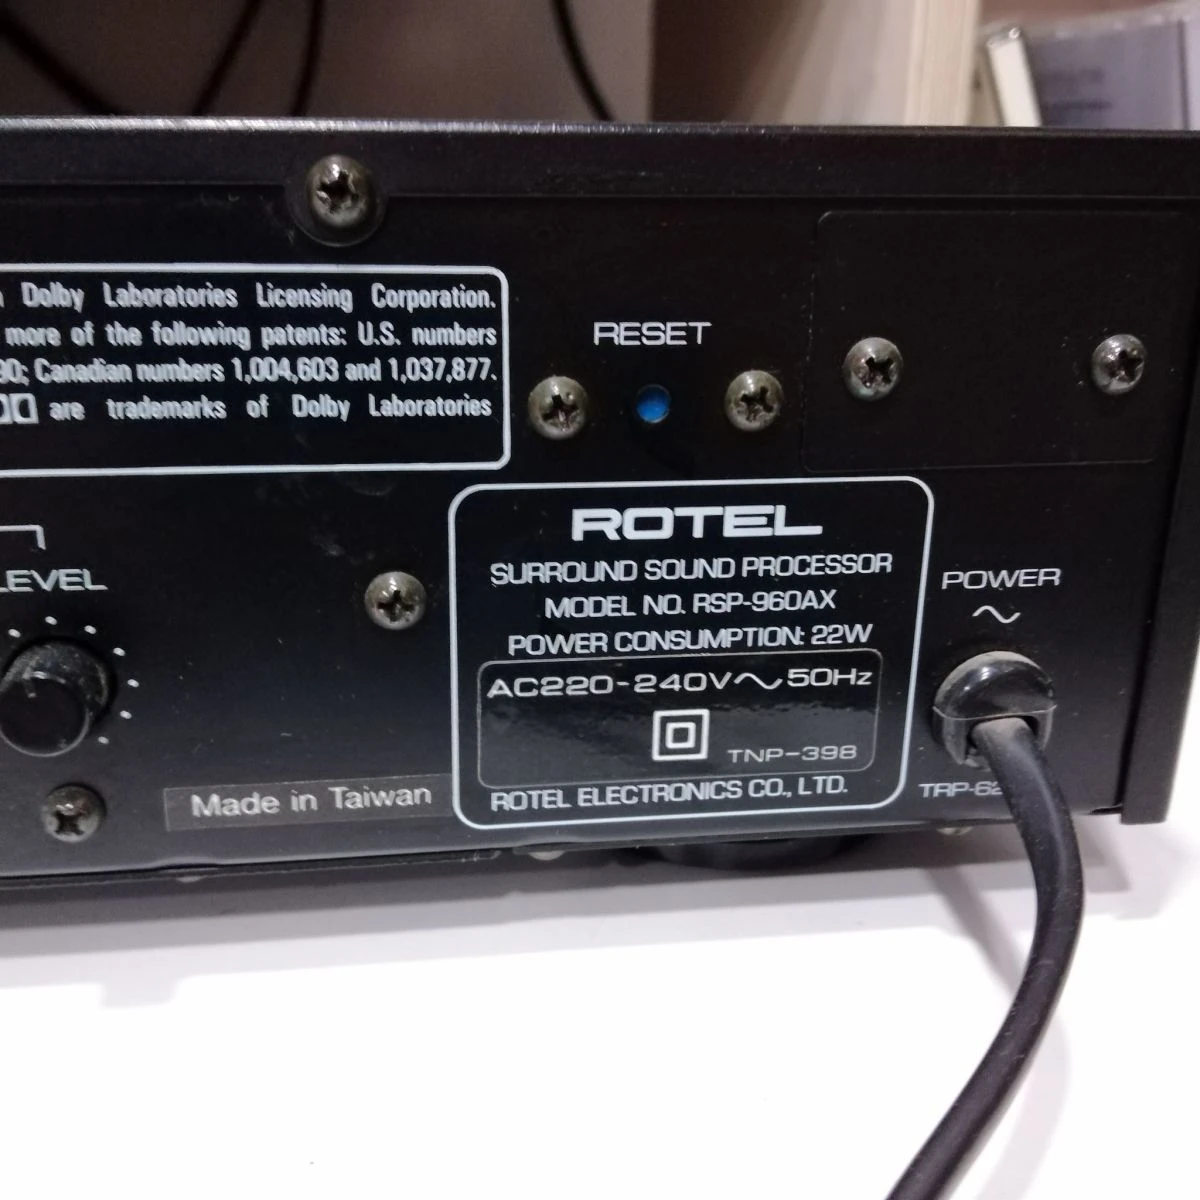 Dolby Laboratories Licensing Corporation.
more of the following patents: U.S. numbers
90; Canadian numbers 1,004,603 and 1,037,877.
are trademarks of Dolby Laboratories
RESET
LEVEL
ROTEL
SURROUND SOUND PROCESSOR
MODEL NO. RSP-960AX
POWER CONSUMPTION: 22W
AC220-240V～50Hz
TNP-398
ROTEL ELECTRONICS CO., LTD.
POWER
～
Made in Taiwan